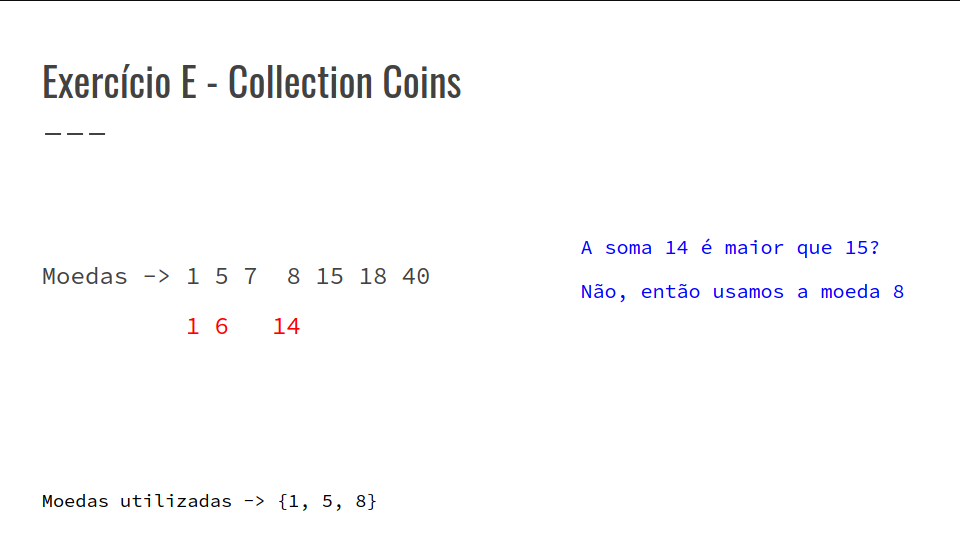 Exercício E - Collection Coins
———
A soma 14 é maior que 15?
Moedas -> 1 5 7 8 15 18 40
Não, então usamos a moeda 8
1 6 14
Moedas utilizadas -> {1, 5, 8}